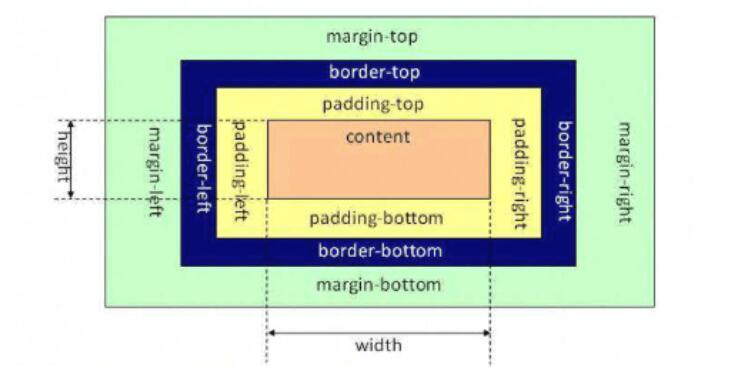 margin-top
border-top
padding-top
content
height
margin-left
border-left
padding-left
padding-right
border-right
margin-right
padding-bottom
border-bottom
margin-bottom
width